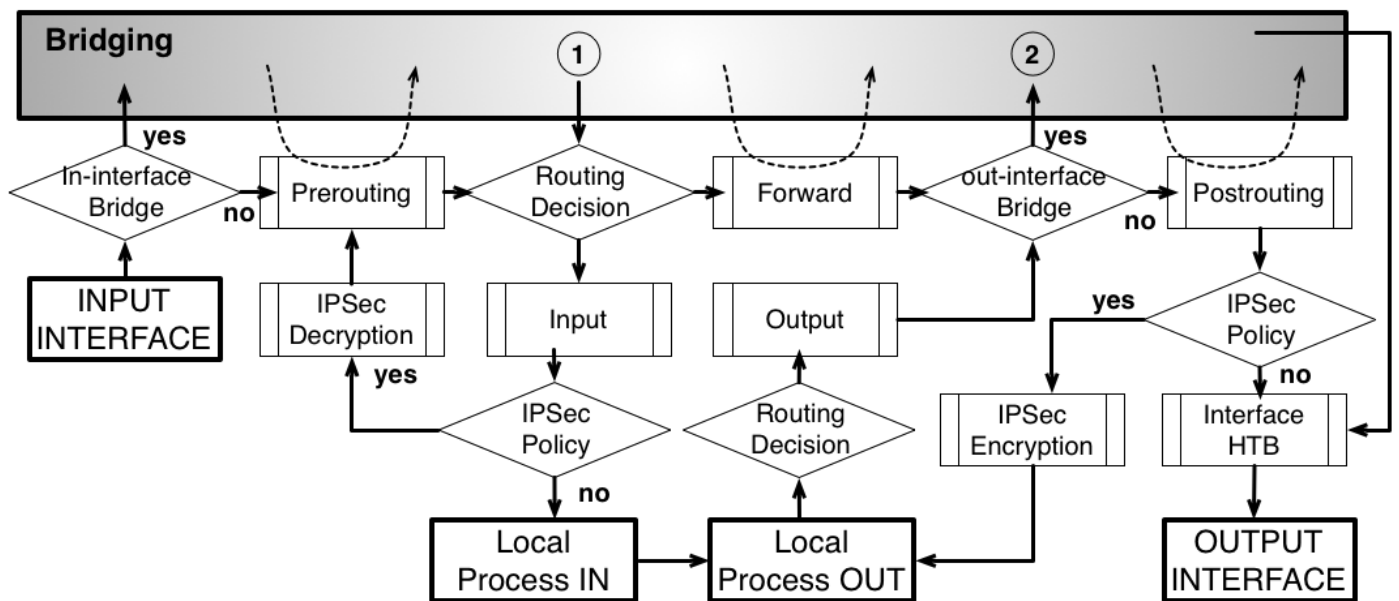 Bridging
1
2
yes
yes
In-interface
Bridge
no
Prerouting
Routing
Decision
Forward
out-interface
Bridge
no
Postrouting
INPUT
INTERFACE
IPSec
Decryption
yes
Input
Output
yes
IPSec
Policy
no
IPSec
Policy
no
Routing
Decision
IPSec
Encryption
Interface
HTB
Local
Process IN
Local
Process OUT
OUTPUT
INTERFACE